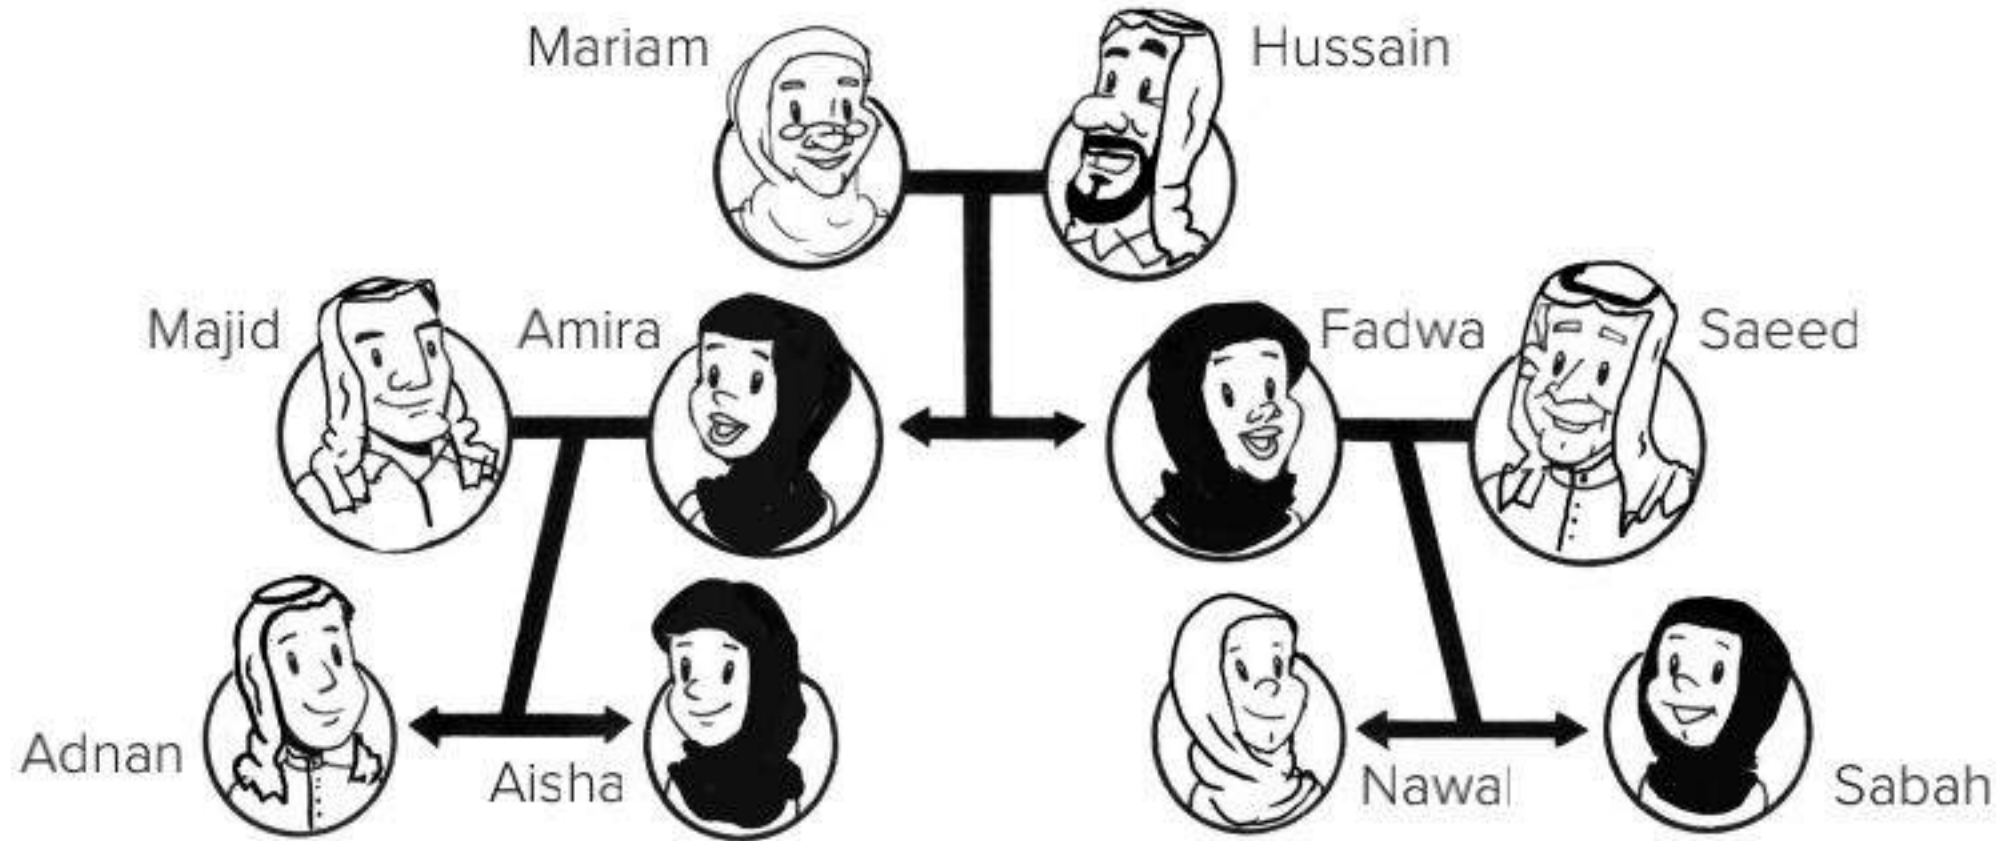 Mariam
Hussain
Majid
Amira
Fadwa
Saeed
Adnan
Aisha
Nawal
Sabah